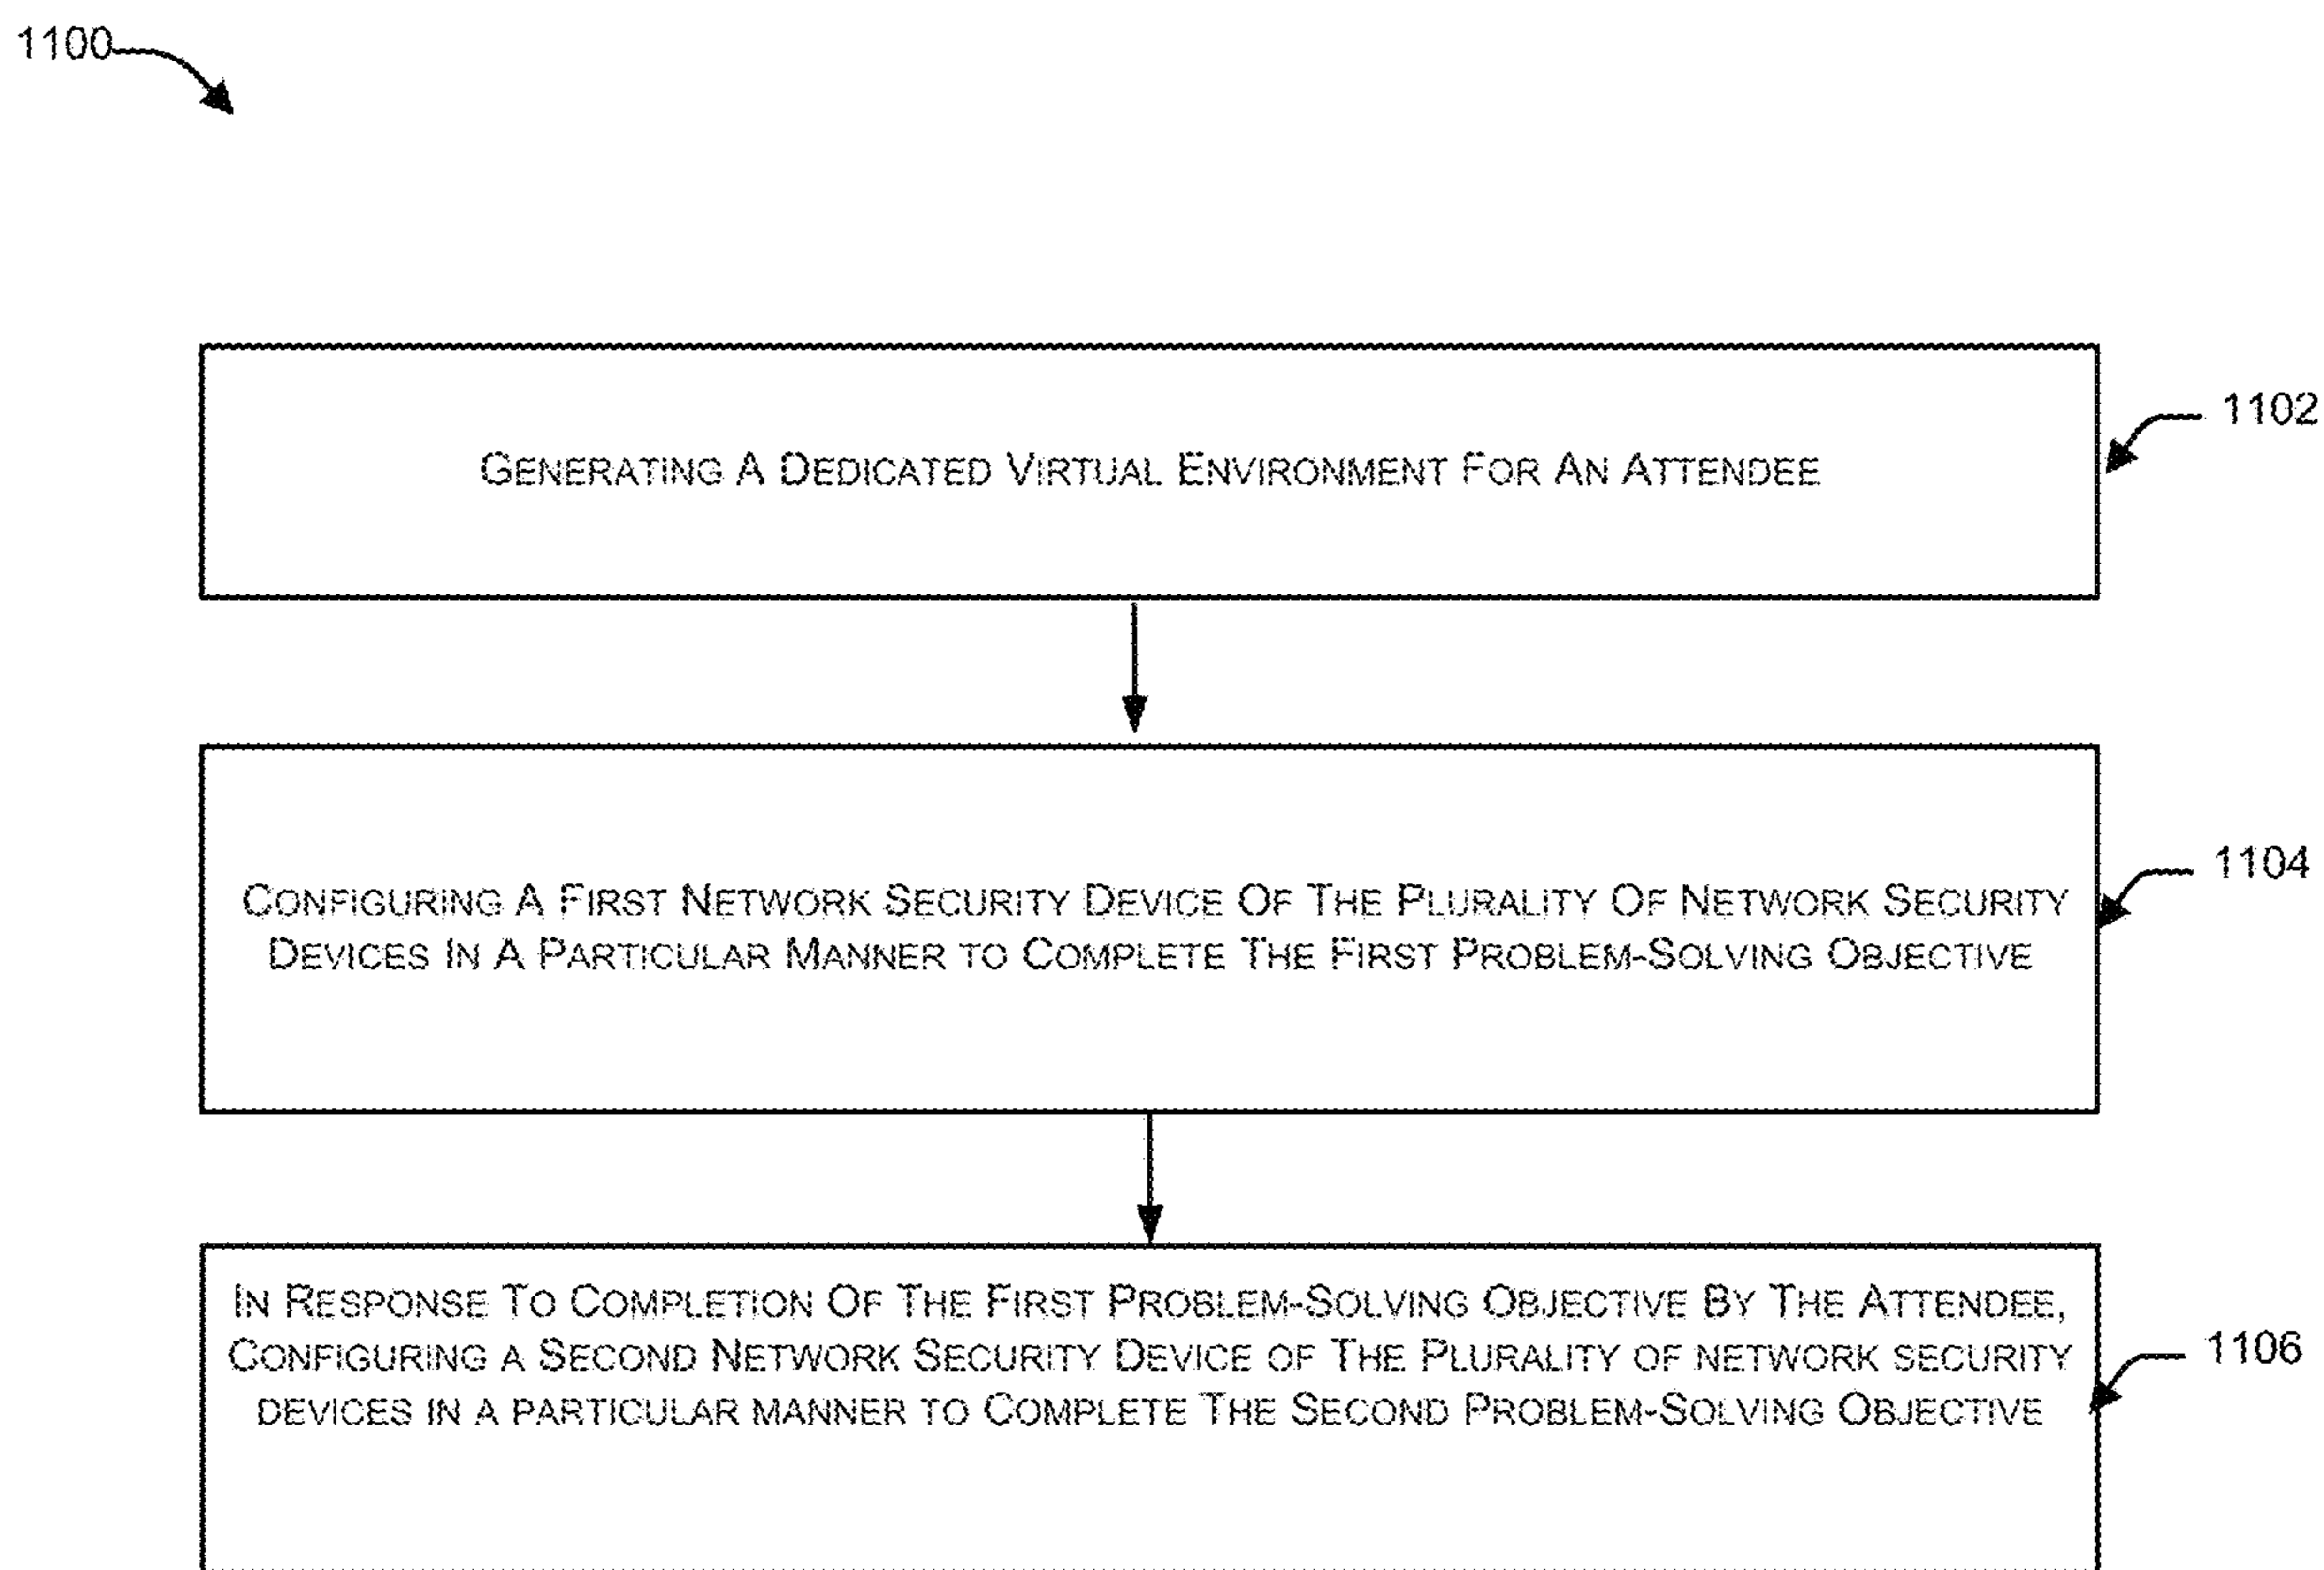 1100
GENERATING A DEDICATED VIRTUAL ENVIRONMENT FOR AN ATTENDEE
1102
CONFIGURING A FIRST NETWORK SECURITY DEVICE OF THE PLURALITY OF NETWORK SECURITY
DEVICES IN A PARTICULAR MANNER TO COMPLETE THE FIRST PROBLEM-SOLVING OBJECTIVE
1104
IN RESPONSE TO COMPLETION OF THE FIRST PROBLEM-SOLVING OBJECTIVE BY THE ATTENDEE,
CONFIGURING A SECOND NETWORK SECURITY DEVICE OF THE PLURALITY OF NETWORK SECURITY
DEVICES IN A PARTICULAR MANNER TO COMPLETE THE SECOND PROBLEM-SOLVING OBJECTIVE
1106